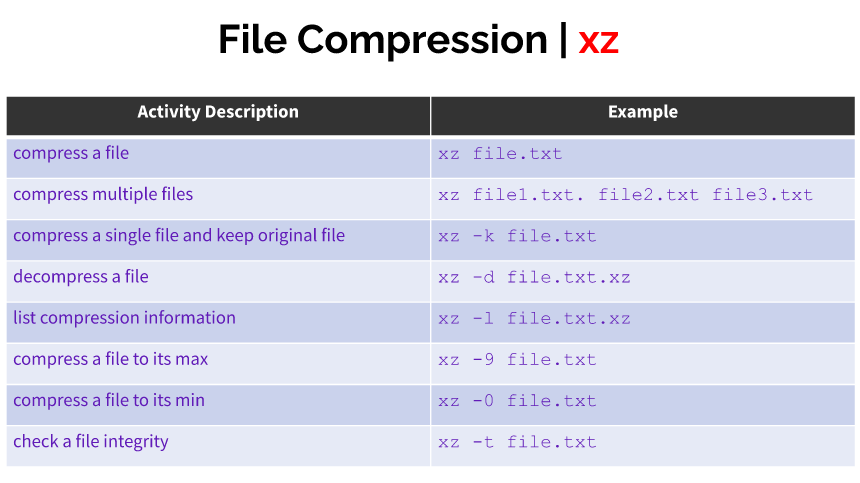 File Compression | xz
Activity Description Example
compress a file xz file.txt
compress multiple files xz file1.txt. file2.txt file3.txt
compress a single file and keep original file xz -k file.txt
decompress a file xz -d file.txt.xz
list compression information xz -l file.txt.xz
compress a file to its max xz -9 file.txt
compress a file to its min xz -0 file.txt
check a file integrity xz -t file.txt